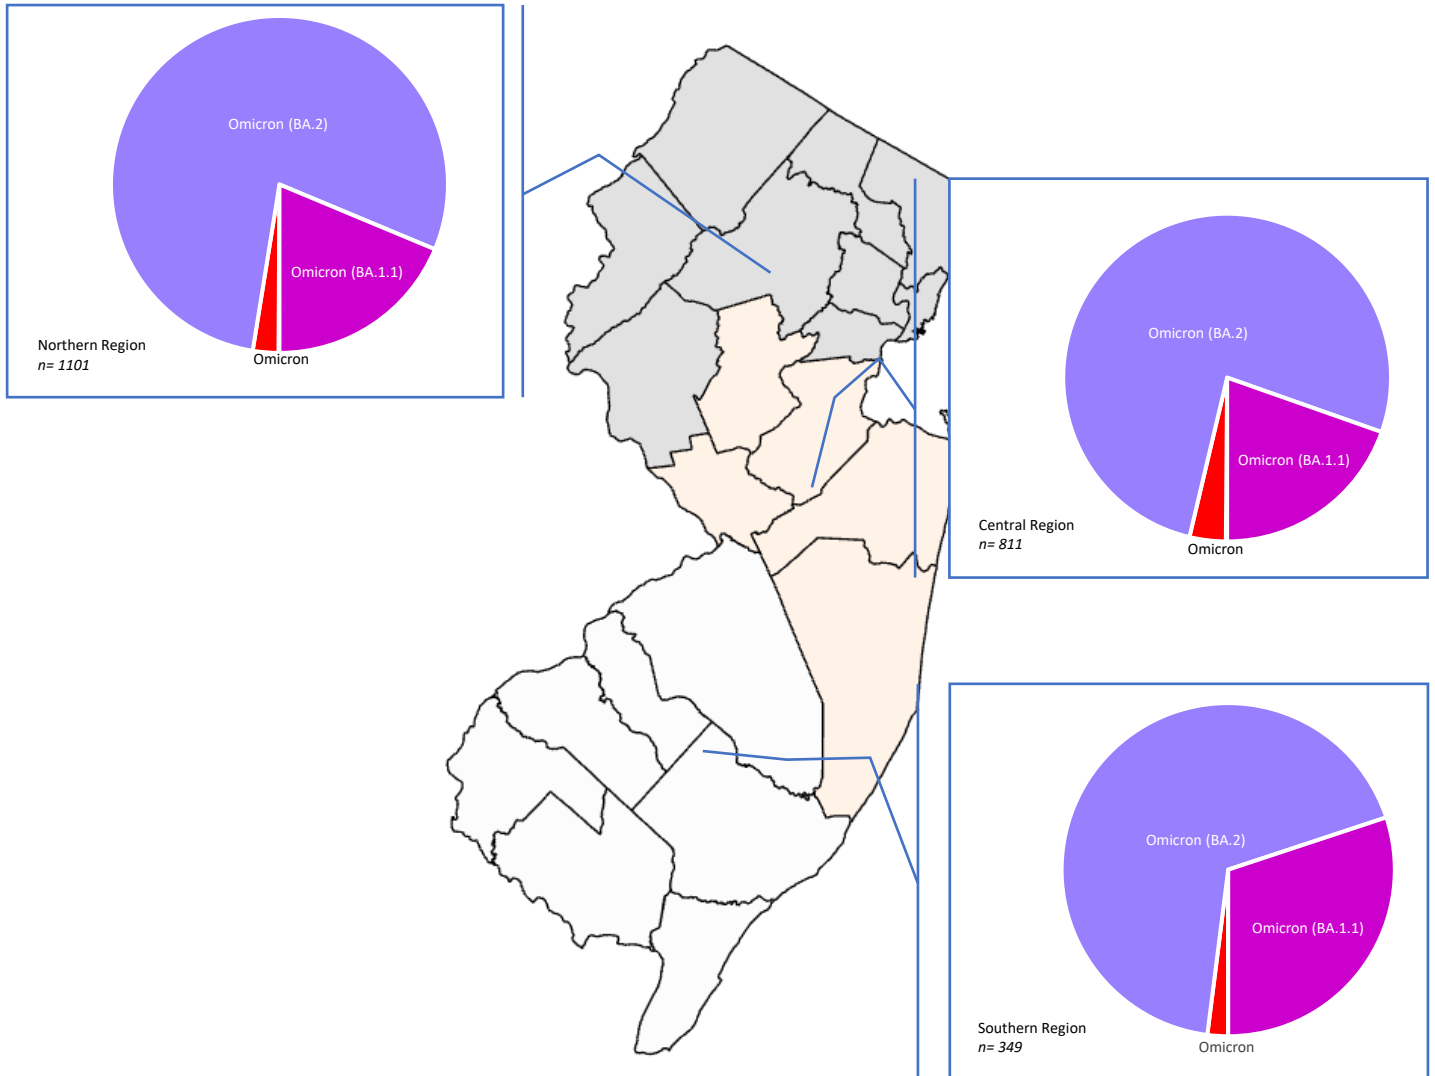 Omicron (BA.2)
Omicron (BA.1.1)
Omicron
Northern Region
n= 1101
Omicron (BA.2)
Omicron (BA.1.1)
Omicron
Central Region
n= 811
Omicron (BA.2)
Omicron (BA.1.1)
Omicron
Southern Region
n= 349